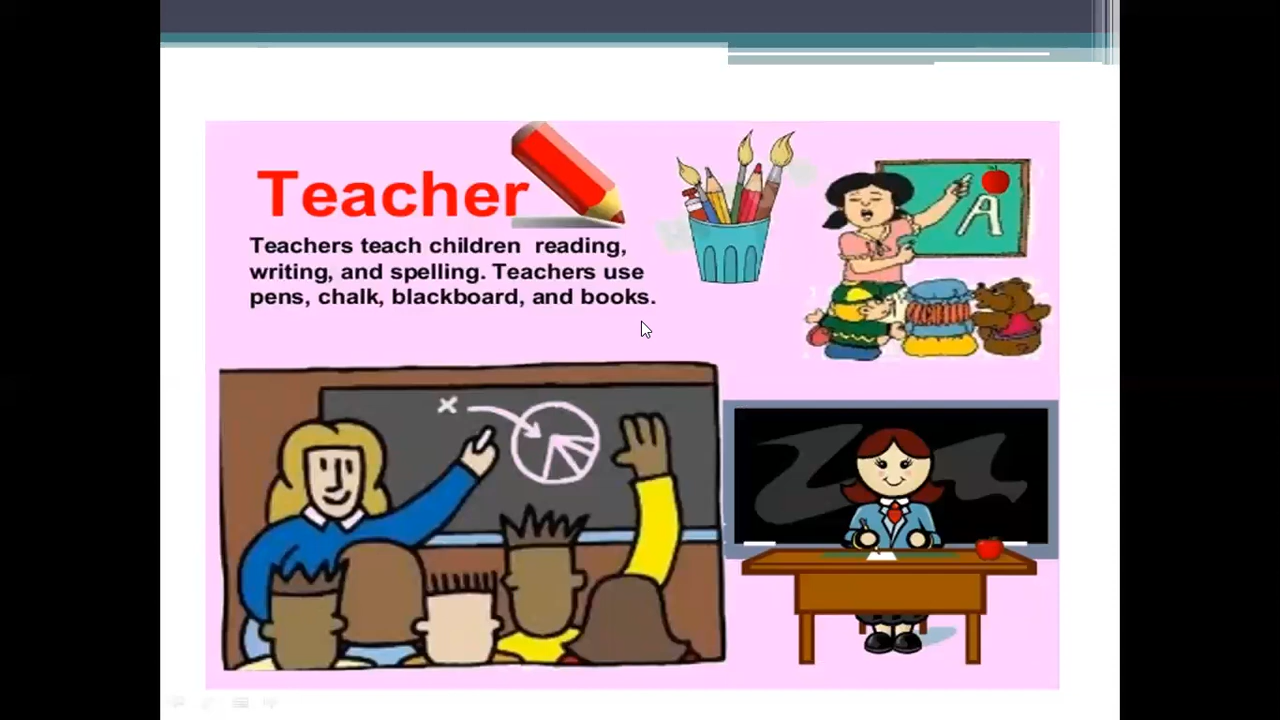 Teacher
Teachers teach children reading,
writing, and spelling. Teachers use
pens, chalk, blackboard, and books.
A
x